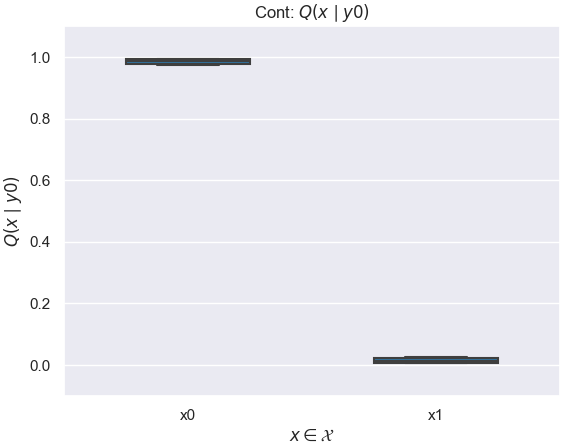 Cont: Q(x | y0)
Q(x | y0)
1.0
0.8
0.6
0.4
0.2
0.0
x0 x1
x ∈ 𝒳